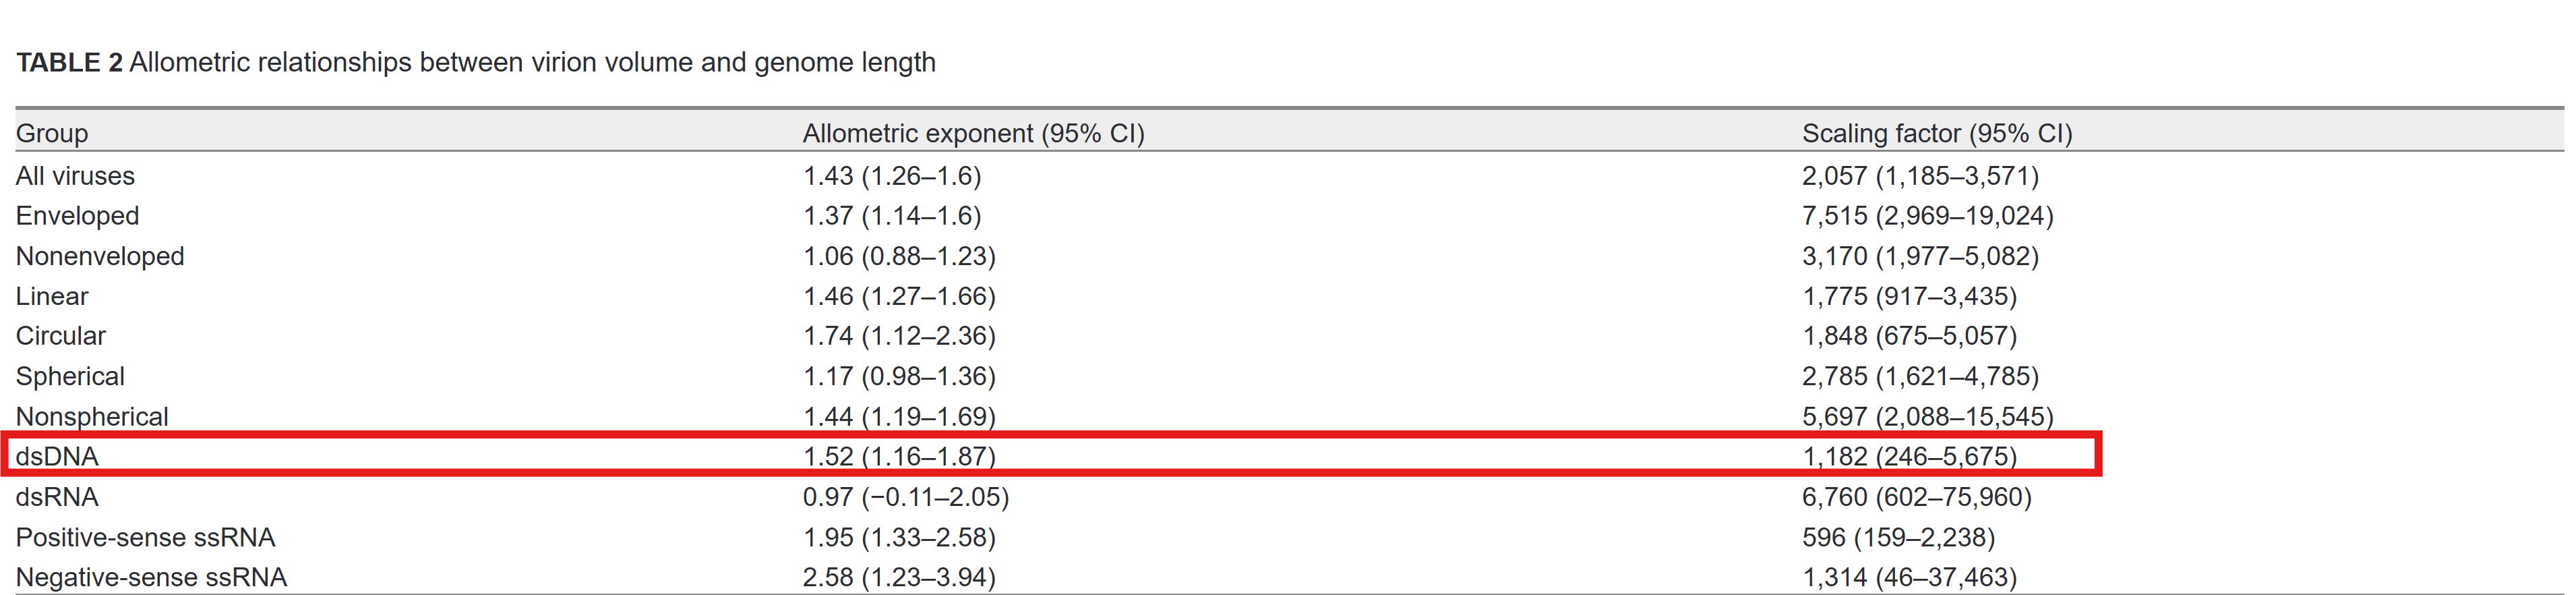 TABLE 2 Allometric relationships between virion volume and genome length
Group Allometric exponent (95% CI) Scaling factor (95% CI)
All viruses 1.43 (1.26–1.6) 2,057 (1,185–3,571)
Enveloped 1.37 (1.14–1.6) 7,515 (2,969–19,024)
Nonenveloped 1.06 (0.88–1.23) 3,170 (1,977–5,082)
Linear 1.46 (1.27–1.66) 1,775 (917–3,435)
Circular 1.74 (1.12–2.36) 1,848 (675–5,057)
Spherical 1.17 (0.98–1.36) 2,785 (1,621–4,785)
Nonspherical 1.44 (1.19–1.69) 5,697 (2,088–15,545)
dsDNA 1.52 (1.16–1.87) 1,182 (246–5,675)
dsRNA 0.97 (−0.11–2.05) 6,760 (602–75,960)
Positive-sense ssRNA 1.95 (1.33–2.58) 596 (159–2,238)
Negative-sense ssRNA 2.58 (1.23–3.94) 1,314 (46–37,463)